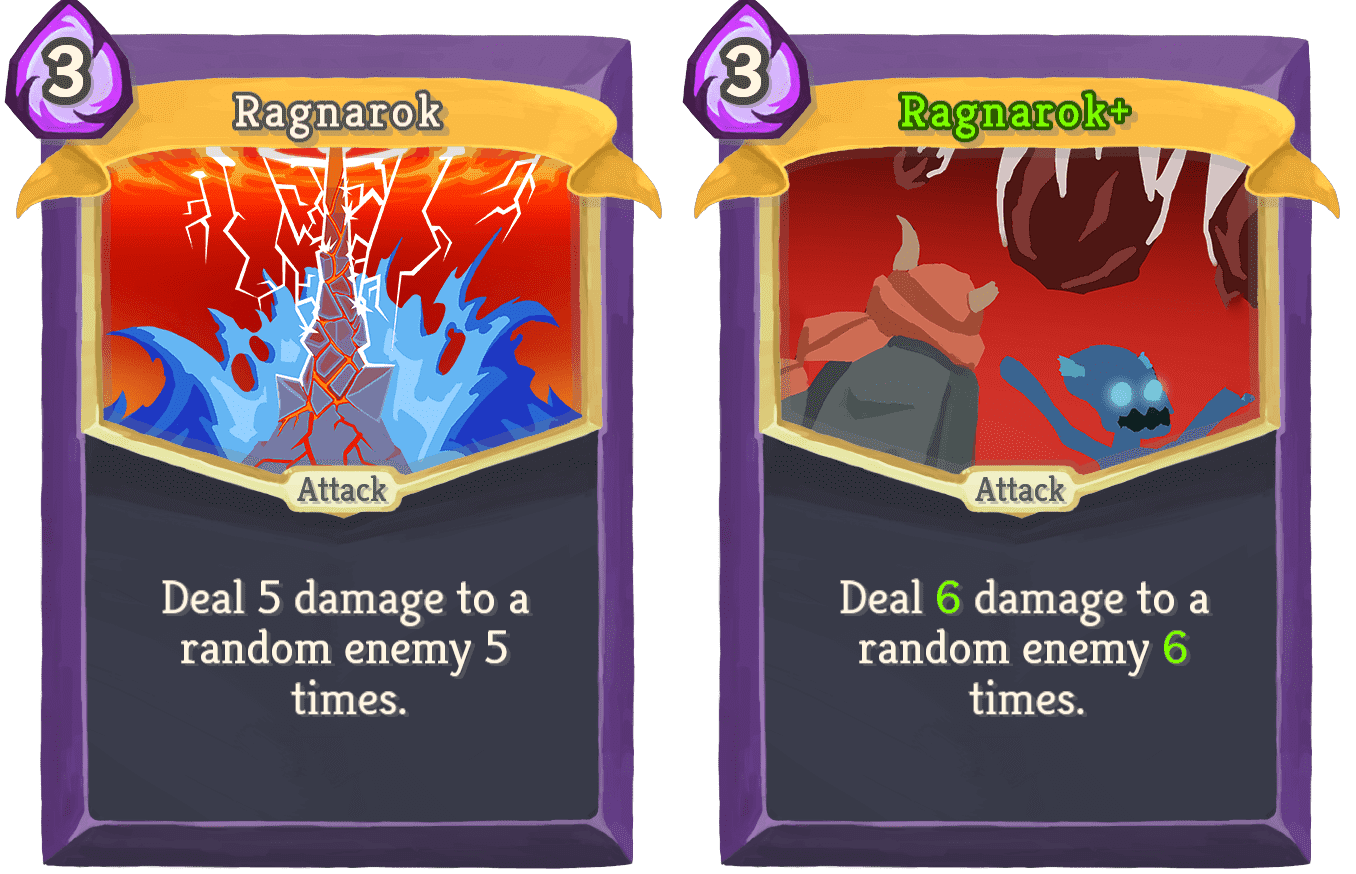 3
Ragnarok
Attack
Deal 5 damage to a
random enemy 5
times.
3
Ragnarok+
Attack
Deal 6 damage to a
random enemy 6
times.